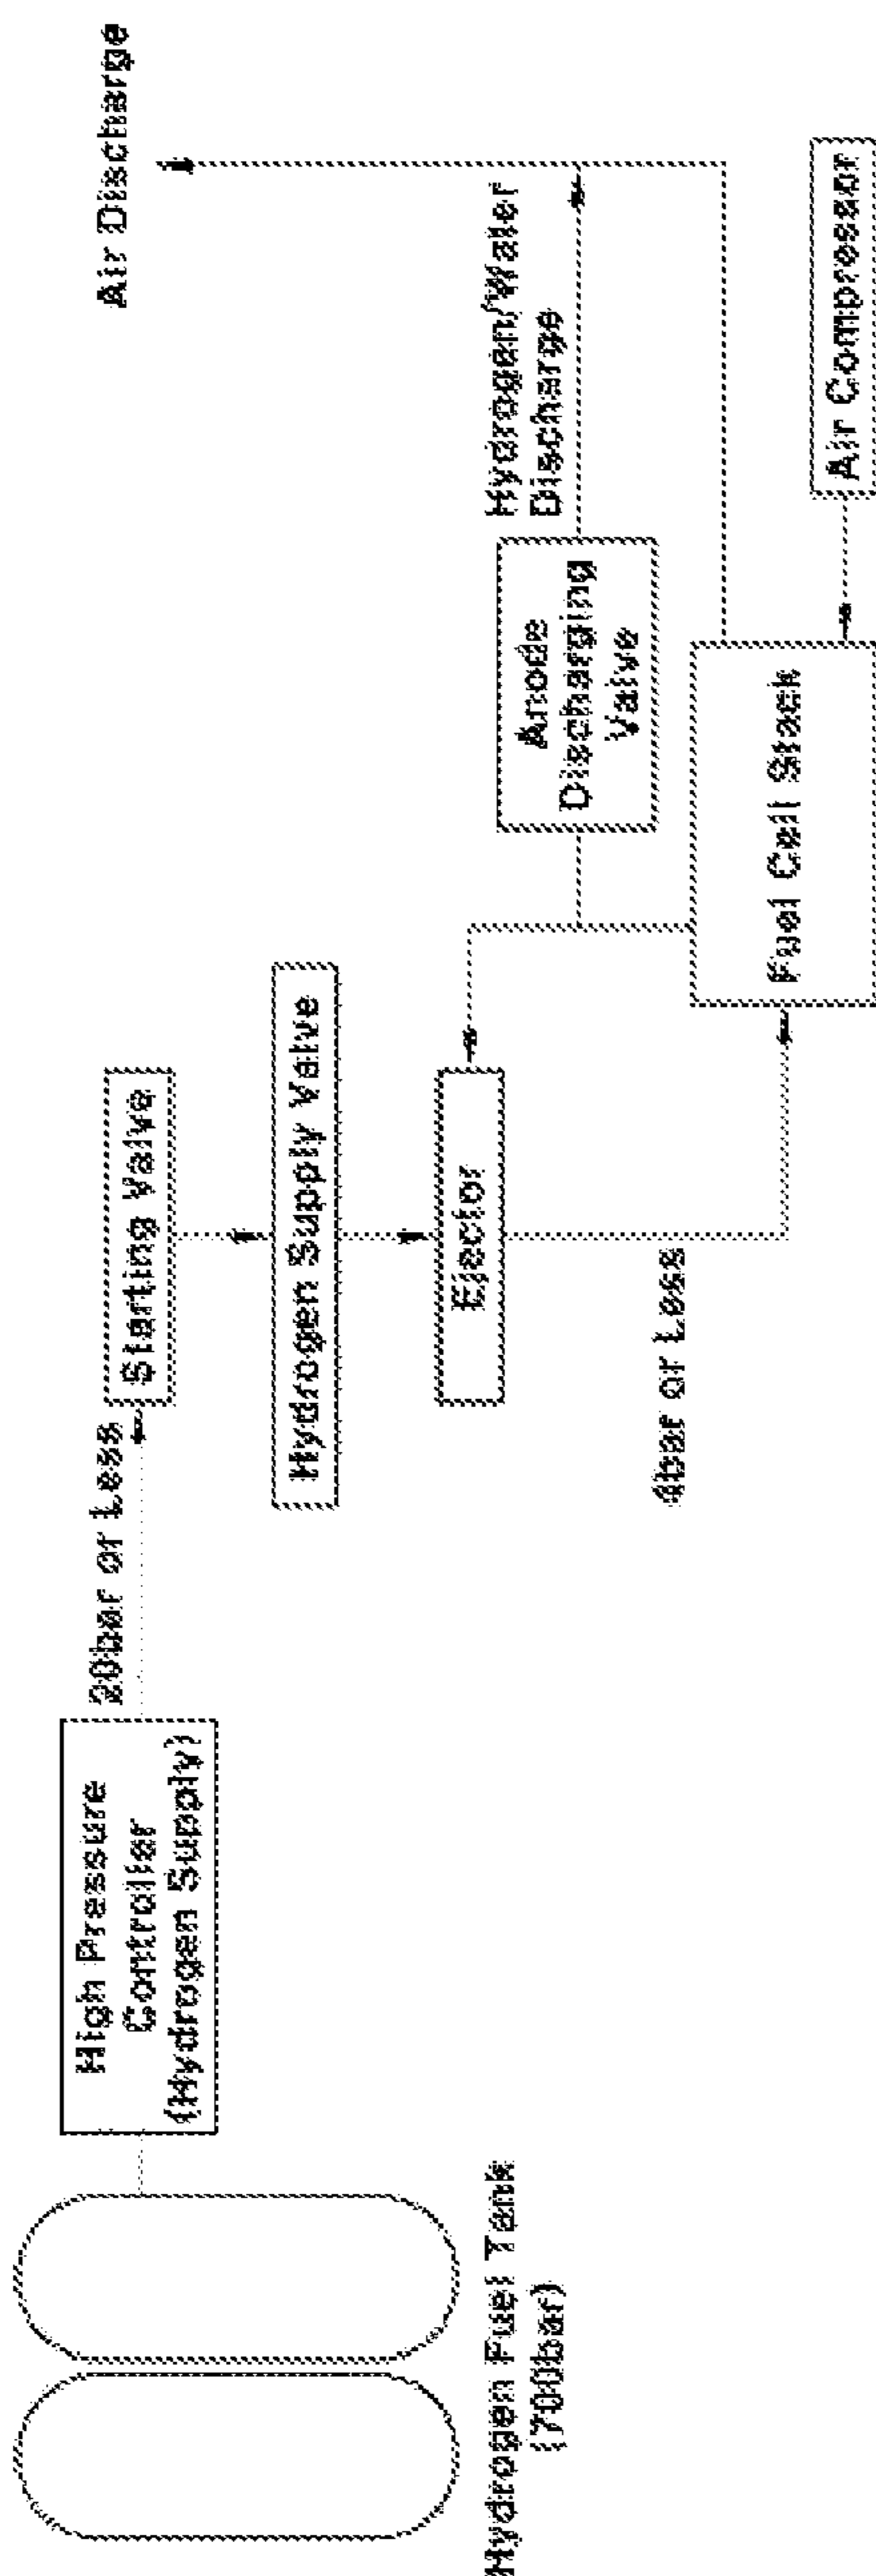 Hydrogen Fuel Tank
(700bar)
High Pressure
Controller
(Hydrogen Supply)
20bar or Less
Starting Valve
Hydrogen Supply Valve
Ejector
4bar or Less
Anode
Discharging
Valve
Hydrogen/Water
Discharge
Air Discharge
Fuel Cell Stack
Air Compressor